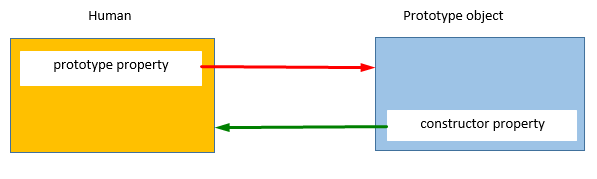 Human
Prototype object
prototype property
constructor property